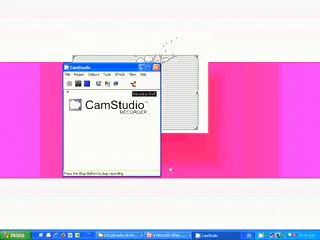 CamStudio
File Region Options Tools Effects View Help
Record to Flash
CamStudio
RECORDER
Press the Stop Button to stop recording
Inicio
CamStudio